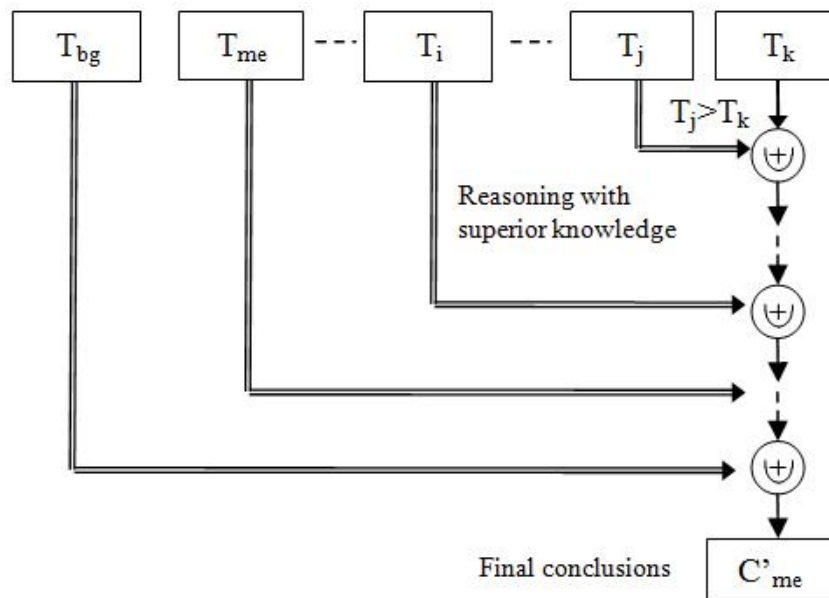 T_bg T_me T_i T_j T_k
T_j>T_k
Reasoning with
superior knowledge
Final conclusions
C’_me